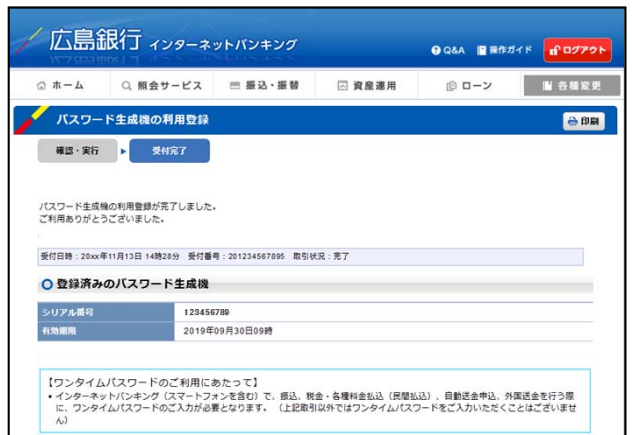 広島銀行 インターネットバンキング
Q&A 操作ガイド ログアウト
ホーム 照会サービス 振込・振替 資産運用 ローン 各種変更
パスワード生成機の利用登録 印刷
確認・実行 受付完了
パスワード生成機の利用登録が完了しました。
ご利用ありがとうございました。
受付日時：20xx年11月13日 14時28分 受付番号：201234567895 取引状況：完了
登録済みのパスワード生成機
シリアル番号 123456789
有効期限 2019年09月30日09時
【ワンタイムパスワードのご利用にあたって】
• インターネットバンキング（スマートフォンを含む）で、振込、税金・各種料金払込（民間払込）、自動送金申込、外国送金を行う際
に、ワンタイムパスワードのご入力が必要となります。（上記取引以外ではワンタイムパスワードをご入力いただくことはございませ
ん）